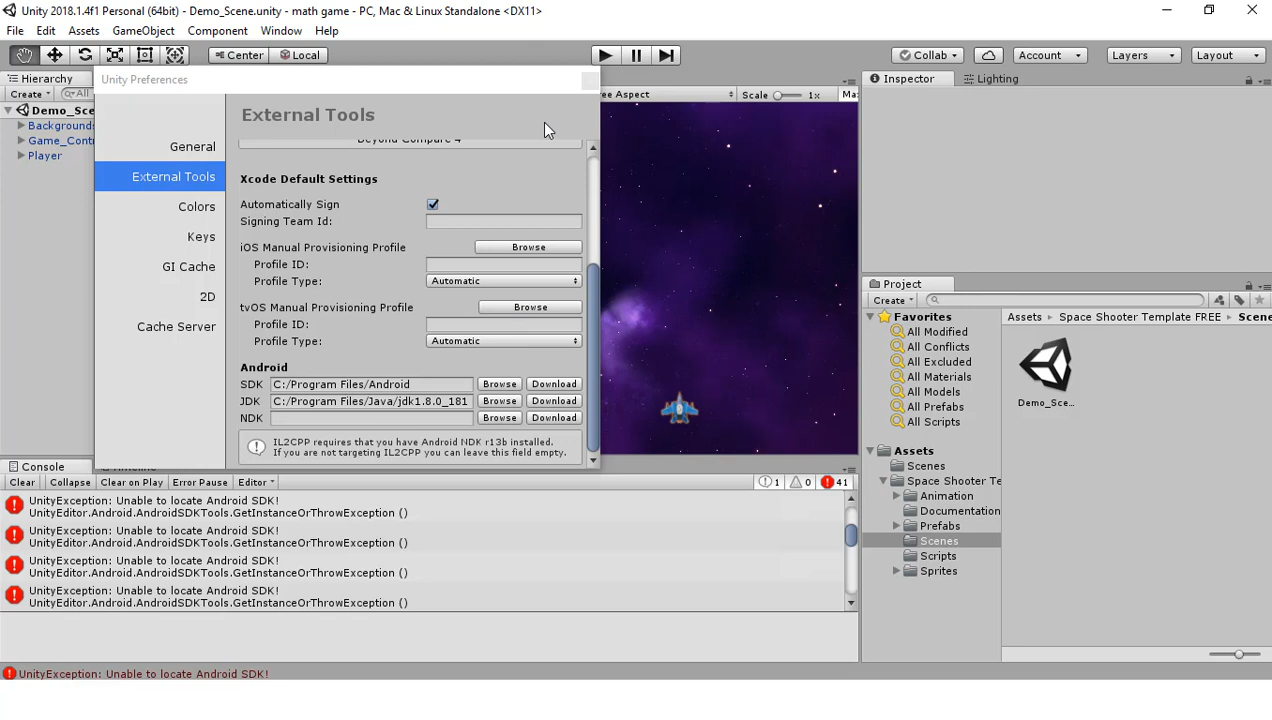 Unity 2018.1.4f1 Personal (64bit) - Demo_Scene.unity - math game - PC, Mac & Linux Standalone <DX11>
File Edit Assets GameObject Component Window Help
Center Local Collab Account Layers Layout
Hierarchy
Create All
Demo_Sce
Backgrounds
Game_Contr
Player
Unity Preferences
General
External Tools
Colors
Keys
GI Cache
2D
Cache Server
External Tools
Beyond Compare 4
Xcode Default Settings
Automatically Sign
Signing Team Id:
iOS Manual Provisioning Profile Browse
Profile ID:
Profile Type: Automatic
tvOS Manual Provisioning Profile Browse
Profile ID:
Profile Type: Automatic
Android
SDK C:/Program Files/Android Browse Download
JDK C:/Program Files/Java/jdk1.8.0_181 Browse Download
NDK Browse Download
IL2CPP requires that you have Android NDK r13b installed.
If you are not targeting IL2CPP you can leave this field empty.
ree Aspect Scale 1x Ma
Inspector Lighting
Project
Create
Favorites
All Modified
All Conflicts
All Excluded
All Materials
All Models
All Prefabs
All Scripts
Assets
Scenes
Space Shooter Te
Animation
Documentation
Prefabs
Scenes
Scripts
Sprites
Assets Space Shooter Template FREE Scene
Demo_Sce...
Console
Clear Collapse Clear on Play Error Pause Editor 1 0 41
UnityException: Unable to locate Android SDK!
UnityEditor.Android.AndroidSDKTools.GetInstanceOrThrowException ()
UnityException: Unable to locate Android SDK!
UnityEditor.Android.AndroidSDKTools.GetInstanceOrThrowException ()
UnityException: Unable to locate Android SDK!
UnityEditor.Android.AndroidSDKTools.GetInstanceOrThrowException ()
UnityException: Unable to locate Android SDK!
UnityEditor.Android.AndroidSDKTools.GetInstanceOrThrowException ()
UnityException: Unable to locate Android SDK!